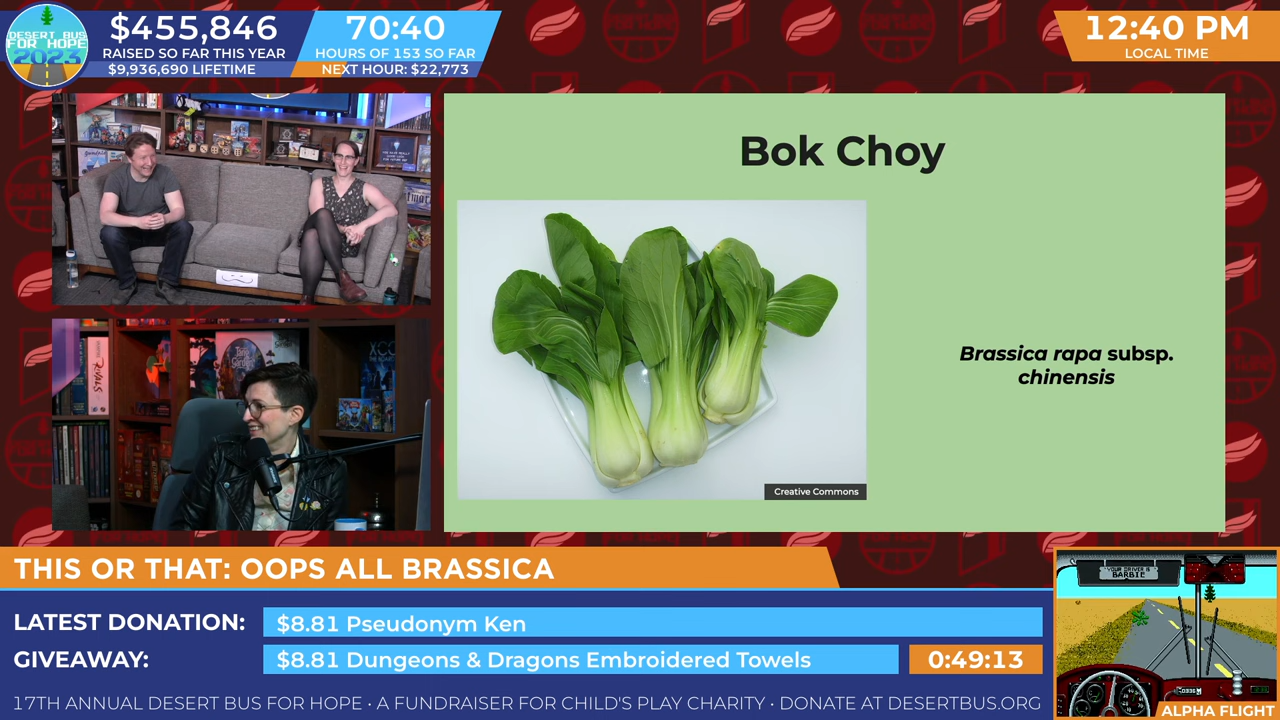 DESERT BUS
FOR HOPE
2023
$455,846
RAISED SO FAR THIS YEAR
$9,936,690 LIFETIME
70:40
HOURS OF 153 SO FAR
NEXT HOUR: $22,773
12:40 PM
LOCAL TIME
Bok Choy
Brassica rapa subsp.
chinensis
Creative Commons
THIS OR THAT: OOPS ALL BRASSICA
LATEST DONATION:
$8.81 Pseudonym Ken
GIVEAWAY:
$8.81 Dungeons & Dragons Embroidered Towels
0:49:13
17TH ANNUAL DESERT BUS FOR HOPE · A FUNDRAISER FOR CHILD'S PLAY CHARITY · DONATE AT DESERTBUS.ORG
YOUR DRIVER IS
BARBIE
ALPHA FLIGHT